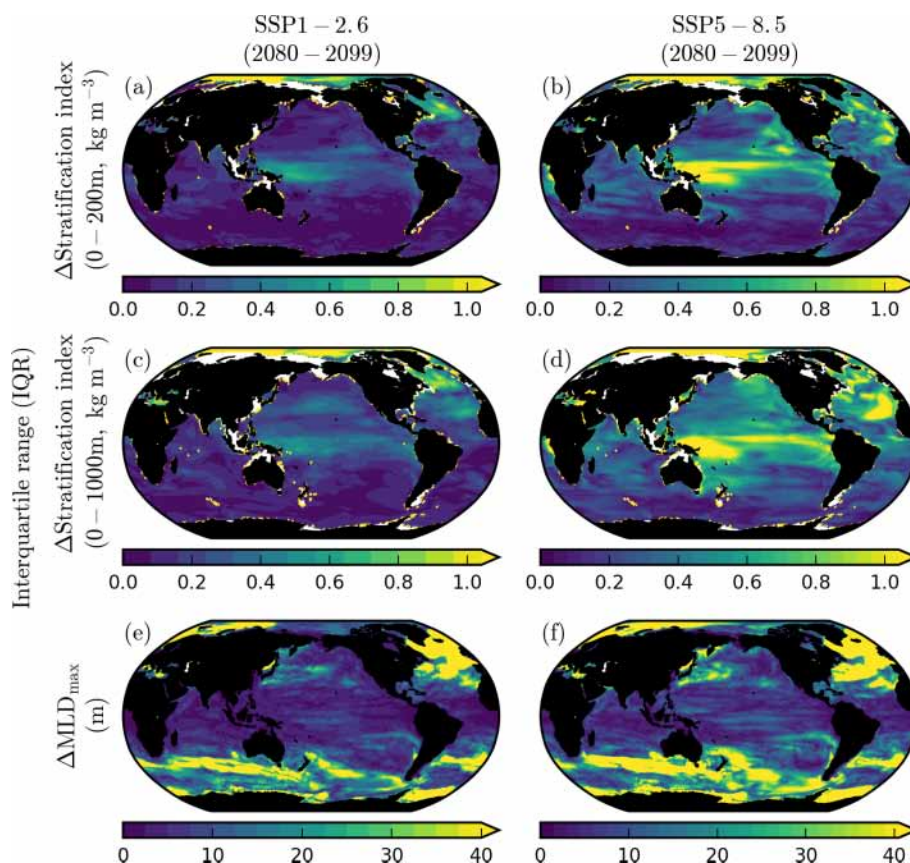 SSP1 − 2.6
(2080 − 2099)
SSP5 − 8.5
(2080 − 2099)
Interquartile range (IQR)
ΔStratification index
(0 − 200m, kg m⁻³)
(a)
(b)
0.0 0.2 0.4 0.6 0.8 1.0
0.0 0.2 0.4 0.6 0.8 1.0
ΔStratification index
(0 − 1000m, kg m⁻³)
(c)
(d)
0.0 0.2 0.4 0.6 0.8 1.0
0.0 0.2 0.4 0.6 0.8 1.0
ΔMLDmax
(m)
(e)
(f)
0 10 20 30 40
0 10 20 30 40